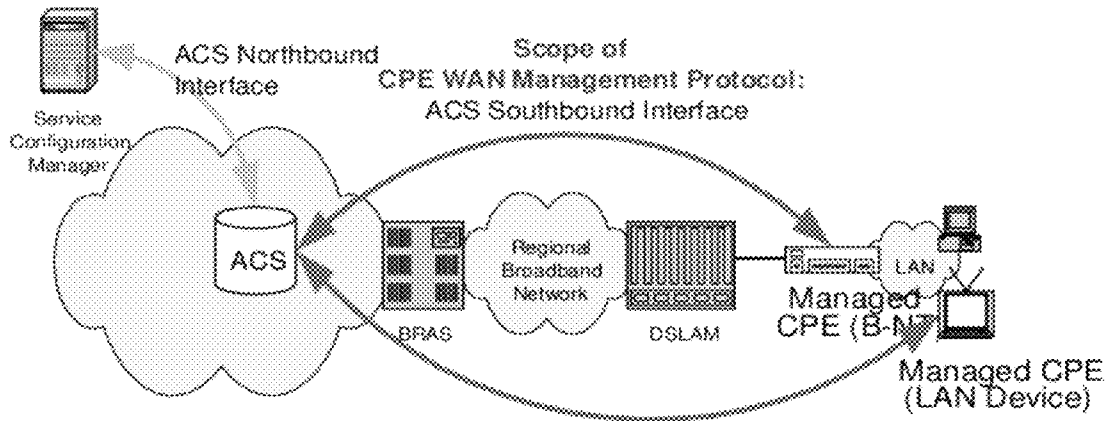 ACS Northbound
Interface
Scope of
CPE WAN Management Protocol:
ACS Southbound Interface
Service
Configuration
Manager
ACS
BRAS
Regional
Broadband
Network
DSLAM
LAN
Managed
CPE (B-NT
Managed CPE
(LAN Device)